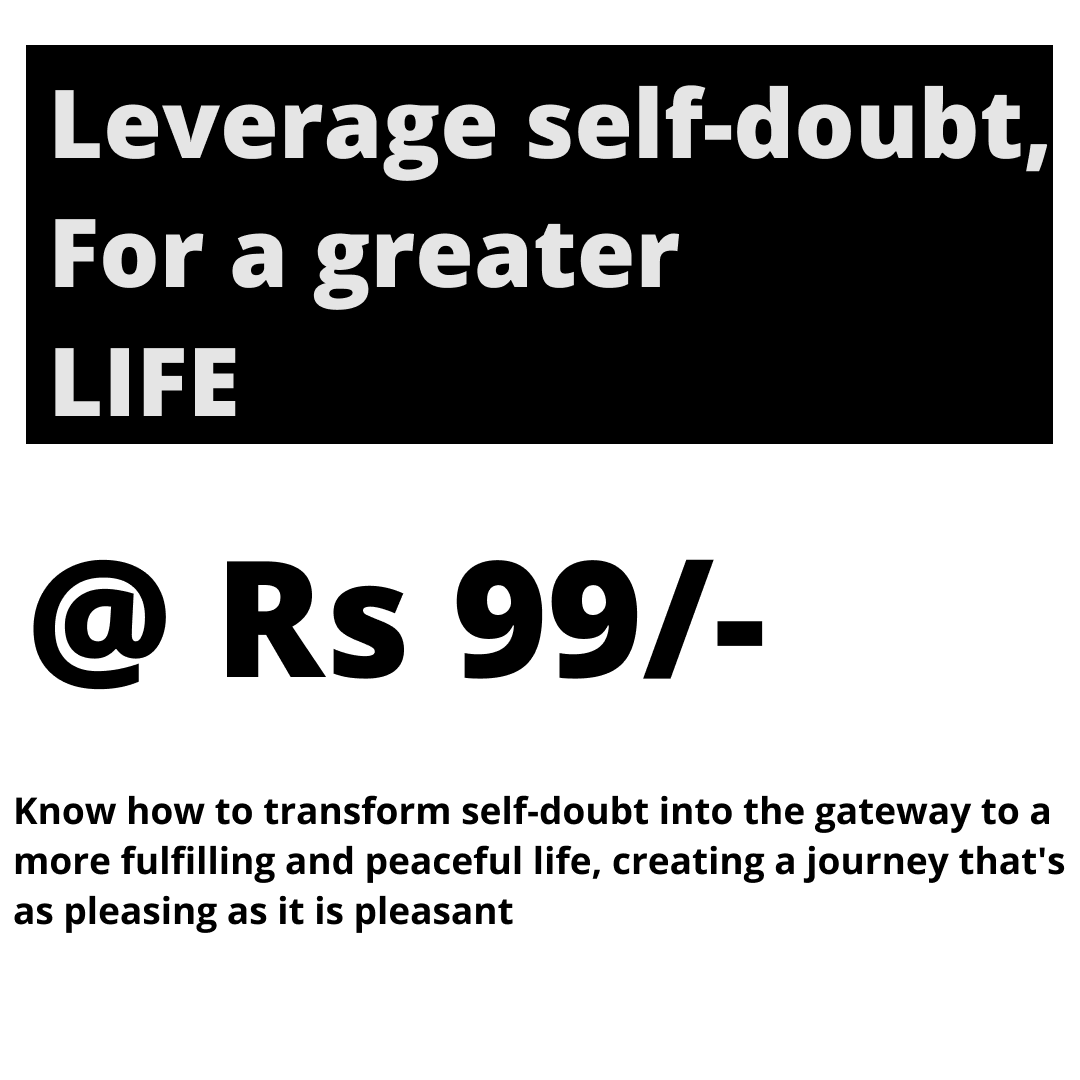 Leverage self-doubt,
For a greater
LIFE
@ Rs 99/-
Know how to transform self-doubt into the gateway to a
more fulfilling and peaceful life, creating a journey that's
as pleasing as it is pleasant